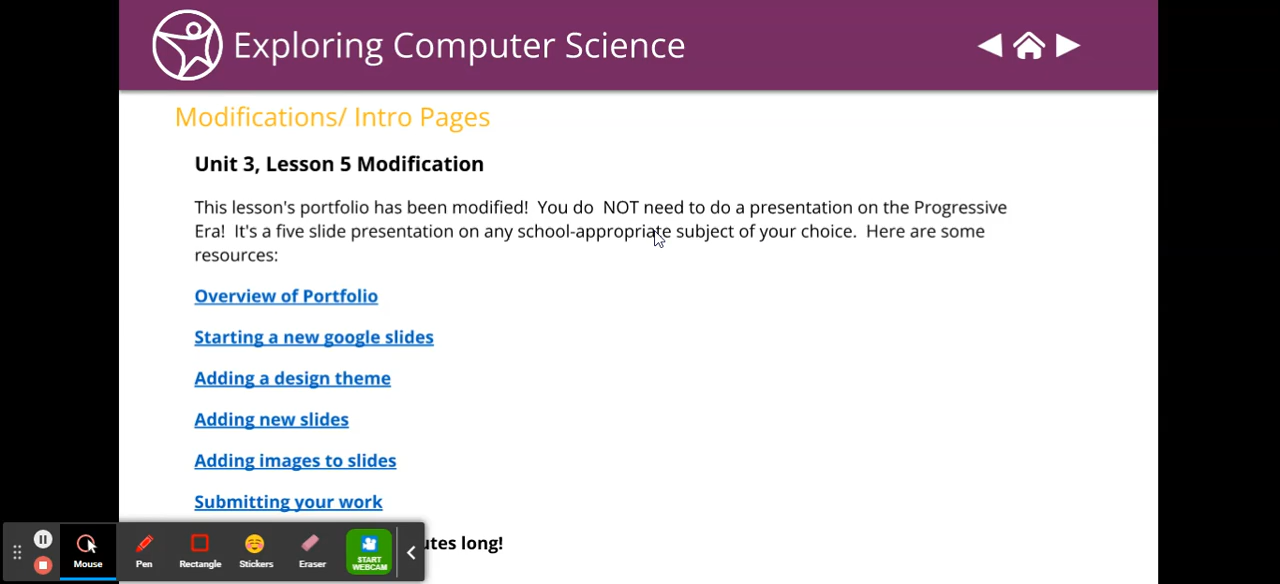 Exploring Computer Science
Modifications/ Intro Pages
Unit 3, Lesson 5 Modification
This lesson's portfolio has been modified! You do NOT need to do a presentation on the Progressive
Era! It's a five slide presentation on any school-appropriate subject of your choice. Here are some
resources:
Overview of Portfolio
Starting a new google slides
Adding a design theme
Adding new slides
Adding images to slides
Submitting your work
long!
Mouse
Pen
Rectangle
Stickers
Eraser
START
WEBCAM